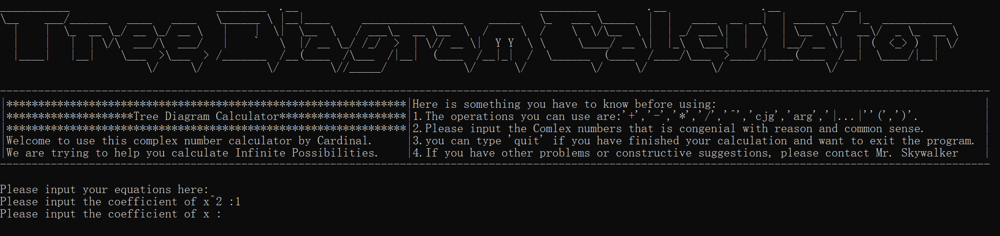 Tree Diagram Calculator
|***************************************************************|Here is something you have to know before using:|
|********************Tree Diagram Calculator********************|1.The operations you can use are:'+','-','*','/','^','cjg','arg','|...|''(',')'.|
|***************************************************************|2.Please input the Comlex numbers that is congenial with reason and common sense.|
|Welcome to use this complex number calculator by Cardinal.|3.you can type 'quit' if you have finished your calculation and want to exit the program.|
|We are trying to help you calculate Infinite Possibilities.|4.If you have other problems or constructive suggestions, please contact Mr. Skywalker|
Please input your equations here:
Please input the coefficient of x^2 :1
Please input the coefficient of x :